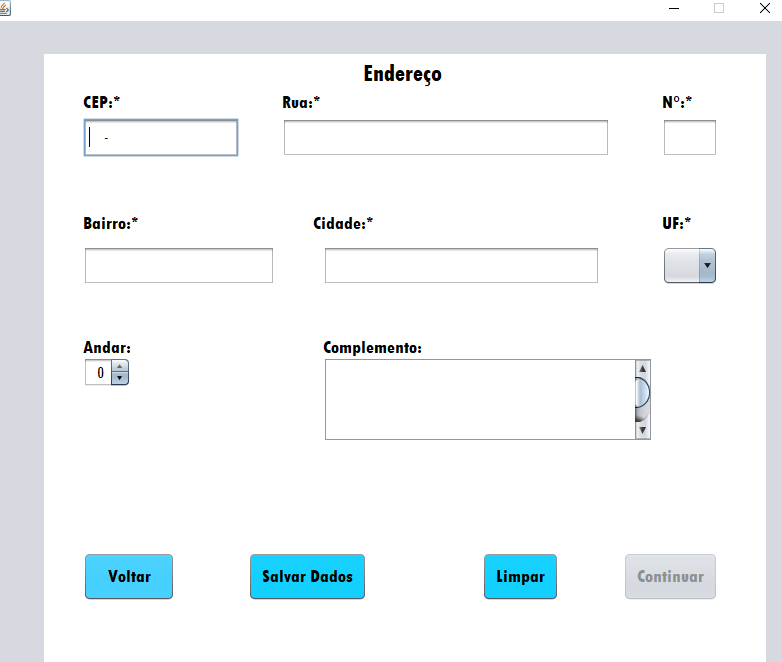 Endereço
CEP:* Rua:* Nº:*
-
Bairro:* Cidade:* UF:*
Andar: Complemento:
0
Voltar Salvar Dados Limpar Continuar